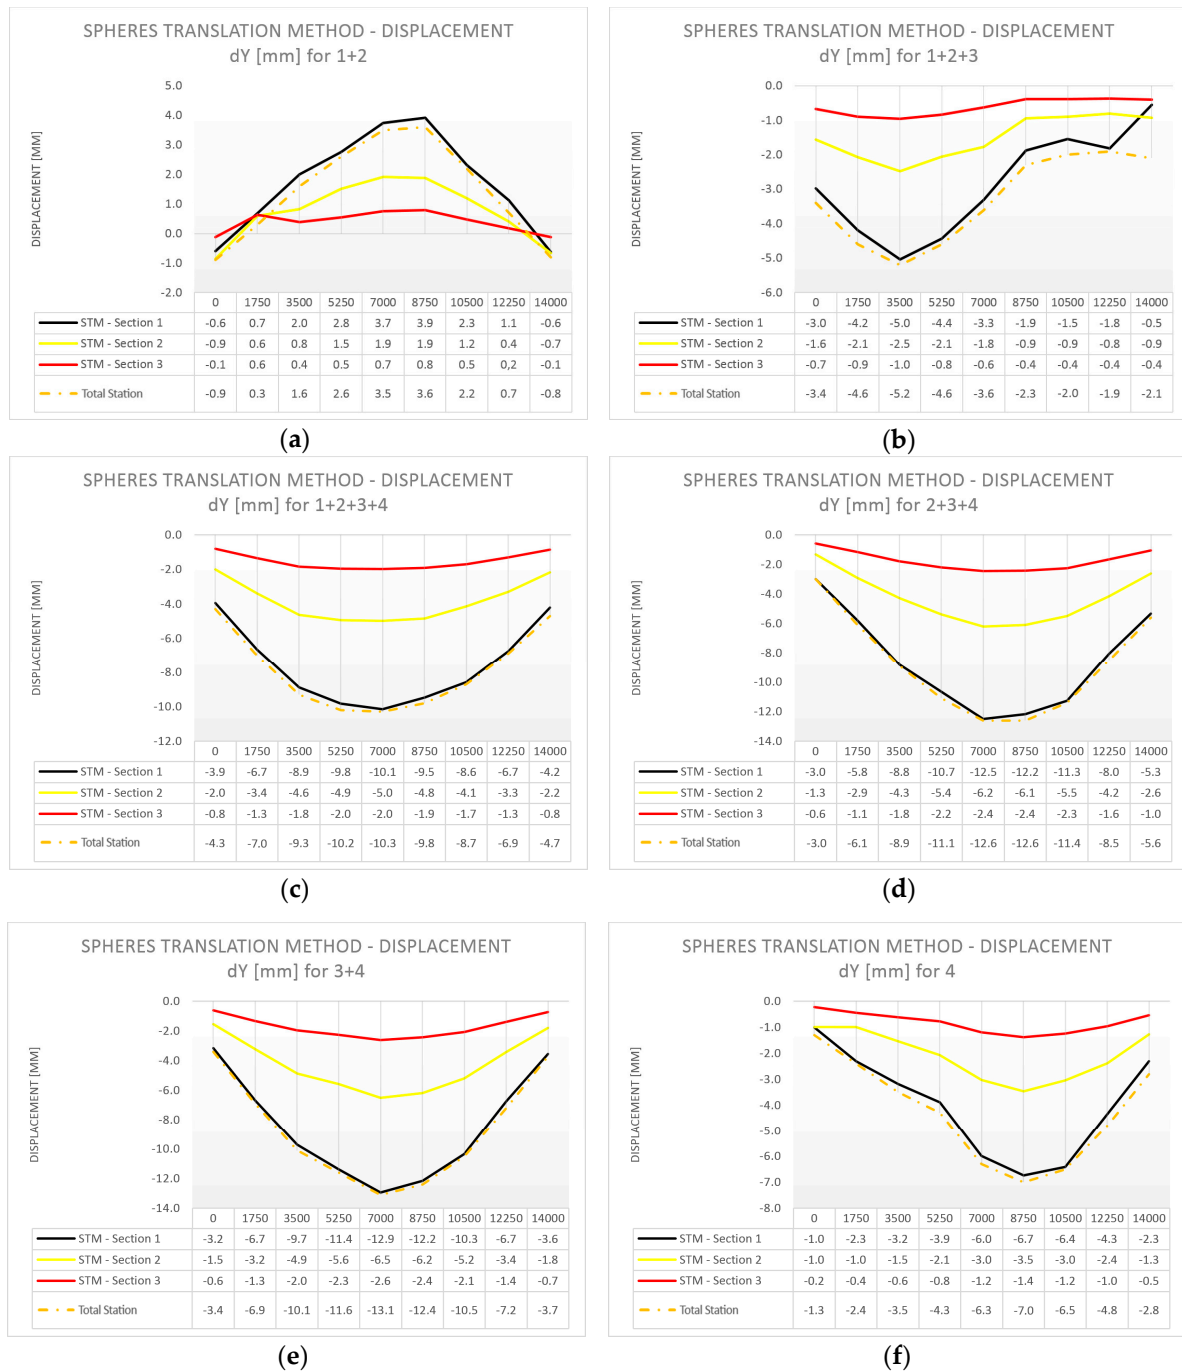 SPHERES TRANSLATION METHOD - DISPLACEMENT
dY [mm] for 1+2
DISPLACEMENT [MM]
5.0
4.0
3.0
2.0
1.0
0.0
-1.0
-2.0
0 1750 3500 5250 7000 8750 10500 12250 14000
STM - Section 1 -0.6 0.7 2.0 2.8 3.7 3.9 2.3 1.1 -0.6
STM - Section 2 -0.9 0.6 0.8 1.5 1.9 1.9 1.2 0.4 -0.7
STM - Section 3 -0.1 0.6 0.4 0.5 0.7 0.8 0.5 0,2 -0.1
Total Station -0.9 0.3 1.6 2.6 3.5 3.6 2.2 0.7 -0.8
(a)
SPHERES TRANSLATION METHOD - DISPLACEMENT
dY [mm] for 1+2+3
DISPLACEMENT [MM]
0.0
-1.0
-2.0
-3.0
-4.0
-5.0
-6.0
0 1750 3500 5250 7000 8750 10500 12250 14000
STM - Section 1 -3.0 -4.2 -5.0 -4.4 -3.3 -1.9 -1.5 -1.8 -0.5
STM - Section 2 -1.6 -2.1 -2.5 -2.1 -1.8 -0.9 -0.9 -0.8 -0.9
STM - Section 3 -0.7 -0.9 -1.0 -0.8 -0.6 -0.4 -0.4 -0.4 -0.4
Total Station -3.4 -4.6 -5.2 -4.6 -3.6 -2.3 -2.0 -1.9 -2.1
(b)
SPHERES TRANSLATION METHOD - DISPLACEMENT
dY [mm] for 1+2+3+4
DISPLACEMENT [MM]
0.0
-2.0
-4.0
-6.0
-8.0
-10.0
-12.0
0 1750 3500 5250 7000 8750 10500 12250 14000
STM - Section 1 -3.9 -6.7 -8.9 -9.8 -10.1 -9.5 -8.6 -6.7 -4.2
STM - Section 2 -2.0 -3.4 -4.6 -4.9 -5.0 -4.8 -4.1 -3.3 -2.2
STM - Section 3 -0.8 -1.3 -1.8 -2.0 -2.0 -1.9 -1.7 -1.3 -0.8
Total Station -4.3 -7.0 -9.3 -10.2 -10.3 -9.8 -8.7 -6.9 -4.7
(c)
SPHERES TRANSLATION METHOD - DISPLACEMENT
dY [mm] for 2+3+4
DISPLACEMENT [MM]
0.0
-2.0
-4.0
-6.0
-8.0
-10.0
-12.0
-14.0
0 1750 3500 5250 7000 8750 10500 12250 14000
STM - Section 1 -3.0 -5.8 -8.8 -10.7 -12.5 -12.2 -11.3 -8.0 -5.3
STM - Section 2 -1.3 -2.9 -4.3 -5.4 -6.2 -6.1 -5.5 -4.2 -2.6
STM - Section 3 -0.6 -1.1 -1.8 -2.2 -2.4 -2.4 -2.3 -1.6 -1.0
Total Station -3.0 -6.1 -8.9 -11.1 -12.6 -12.6 -11.4 -8.5 -5.6
(d)
SPHERES TRANSLATION METHOD - DISPLACEMENT
dY [mm] for 3+4
DISPLACEMENT [MM]
0.0
-2.0
-4.0
-6.0
-8.0
-10.0
-12.0
-14.0
0 1750 3500 5250 7000 8750 10500 12250 14000
STM - Section 1 -3.2 -6.7 -9.7 -11.4 -12.9 -12.2 -10.3 -6.7 -3.6
STM - Section 2 -1.5 -3.2 -4.9 -5.6 -6.5 -6.2 -5.2 -3.4 -1.8
STM - Section 3 -0.6 -1.3 -2.0 -2.3 -2.6 -2.4 -2.1 -1.4 -0.7
Total Station -3.4 -6.9 -10.1 -11.6 -13.1 -12.4 -10.5 -7.2 -3.7
(e)
SPHERES TRANSLATION METHOD - DISPLACEMENT
dY [mm] for 4
DISPLACEMENT [MM]
0.0
-1.0
-2.0
-3.0
-4.0
-5.0
-6.0
-7.0
-8.0
0 1750 3500 5250 7000 8750 10500 12250 14000
STM - Section 1 -1.0 -2.3 -3.2 -3.9 -6.0 -6.7 -6.4 -4.3 -2.3
STM - Section 2 -1.0 -1.0 -1.5 -2.1 -3.0 -3.5 -3.0 -2.4 -1.3
STM - Section 3 -0.2 -0.4 -0.6 -0.8 -1.2 -1.4 -1.2 -1.0 -0.5
Total Station -1.3 -2.4 -3.5 -4.3 -6.3 -7.0 -6.5 -4.8 -2.8
(f)